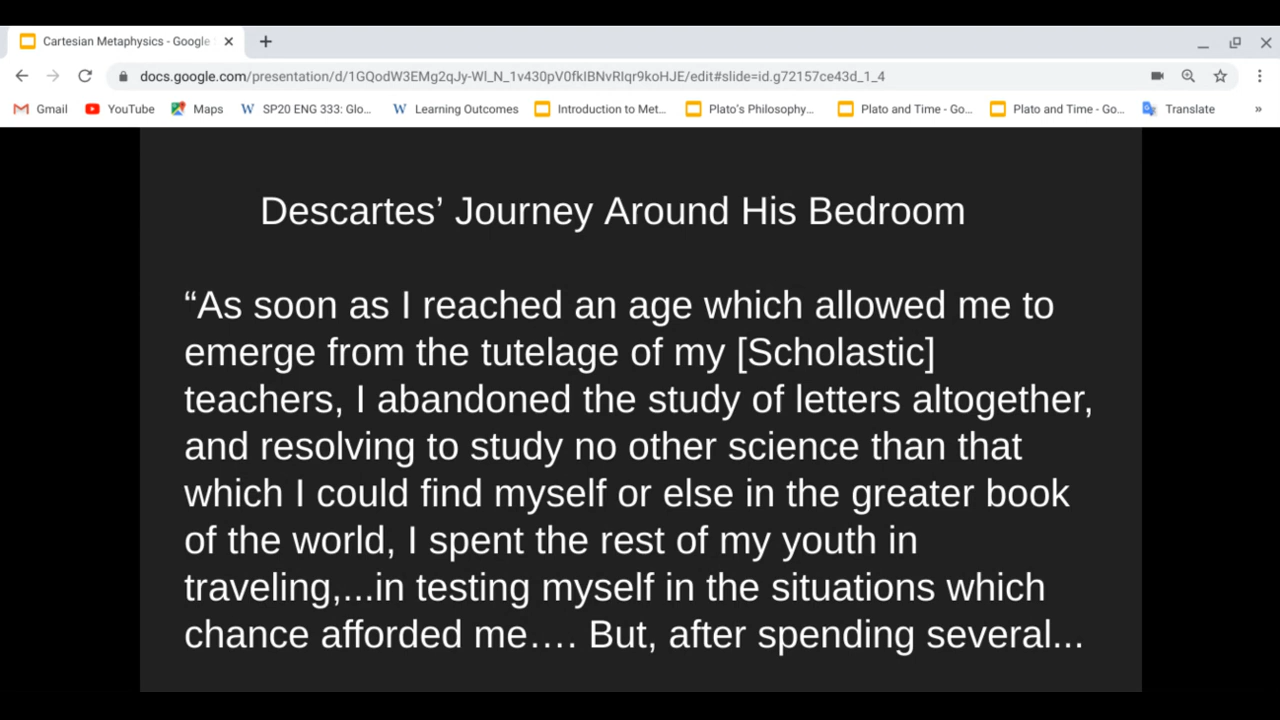 Cartesian Metaphysics - Google
docs.google.com/presentation/d/1GQodW3EMg2qJy-Wl_N_1v430pV0fkIBNvRIqr9koHJE/edit#slide=id.g72157ce43d_1_4
Gmail YouTube Maps SP20 ENG 333: Glo... Learning Outcomes Introduction to Met... Plato's Philosophy... Plato and Time - Go... Plato and Time - Go... Translate »
Descartes’ Journey Around His Bedroom
“As soon as I reached an age which allowed me to
emerge from the tutelage of my [Scholastic]
teachers, I abandoned the study of letters altogether,
and resolving to study no other science than that
which I could find myself or else in the greater book
of the world, I spent the rest of my youth in
traveling,...in testing myself in the situations which
chance afforded me…. But, after spending several...